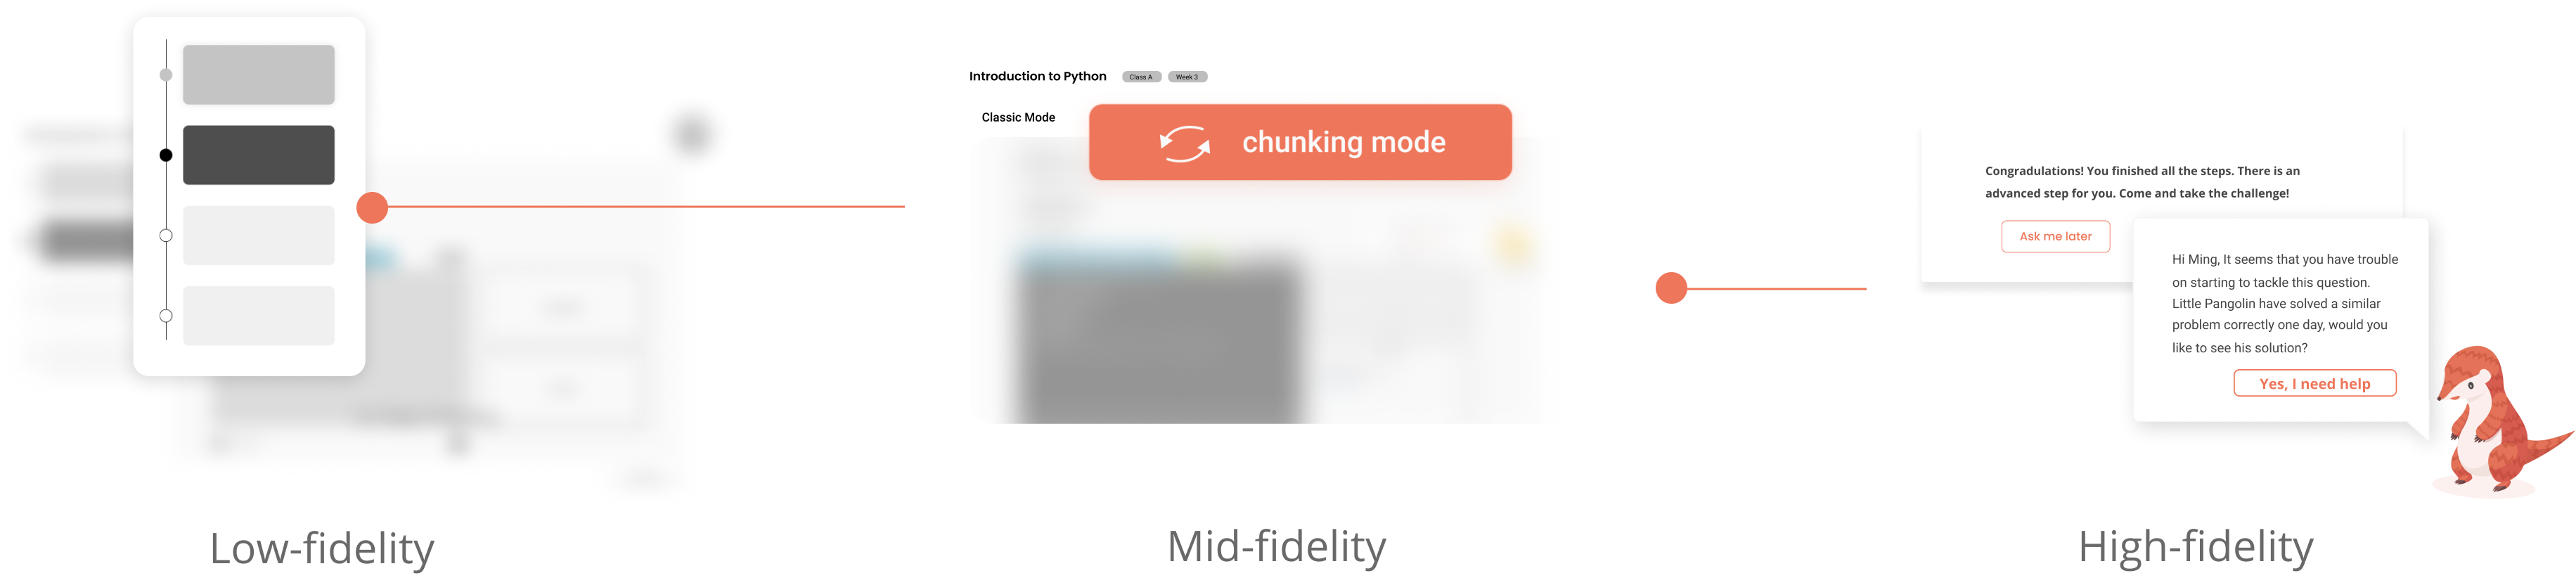 Introduction to Python
Class A
Week 3
Classic Mode
chunking mode
Congradulations! You finished all the steps. There is an
advanced step for you. Come and take the challenge!
Ask me later
Hi Ming, It seems that you have trouble
on starting to tackle this question.
Little Pangolin have solved a similar
problem correctly one day, would you
like to see his solution?
Yes, I need help
Low-fidelity
Mid-fidelity
High-fidelity